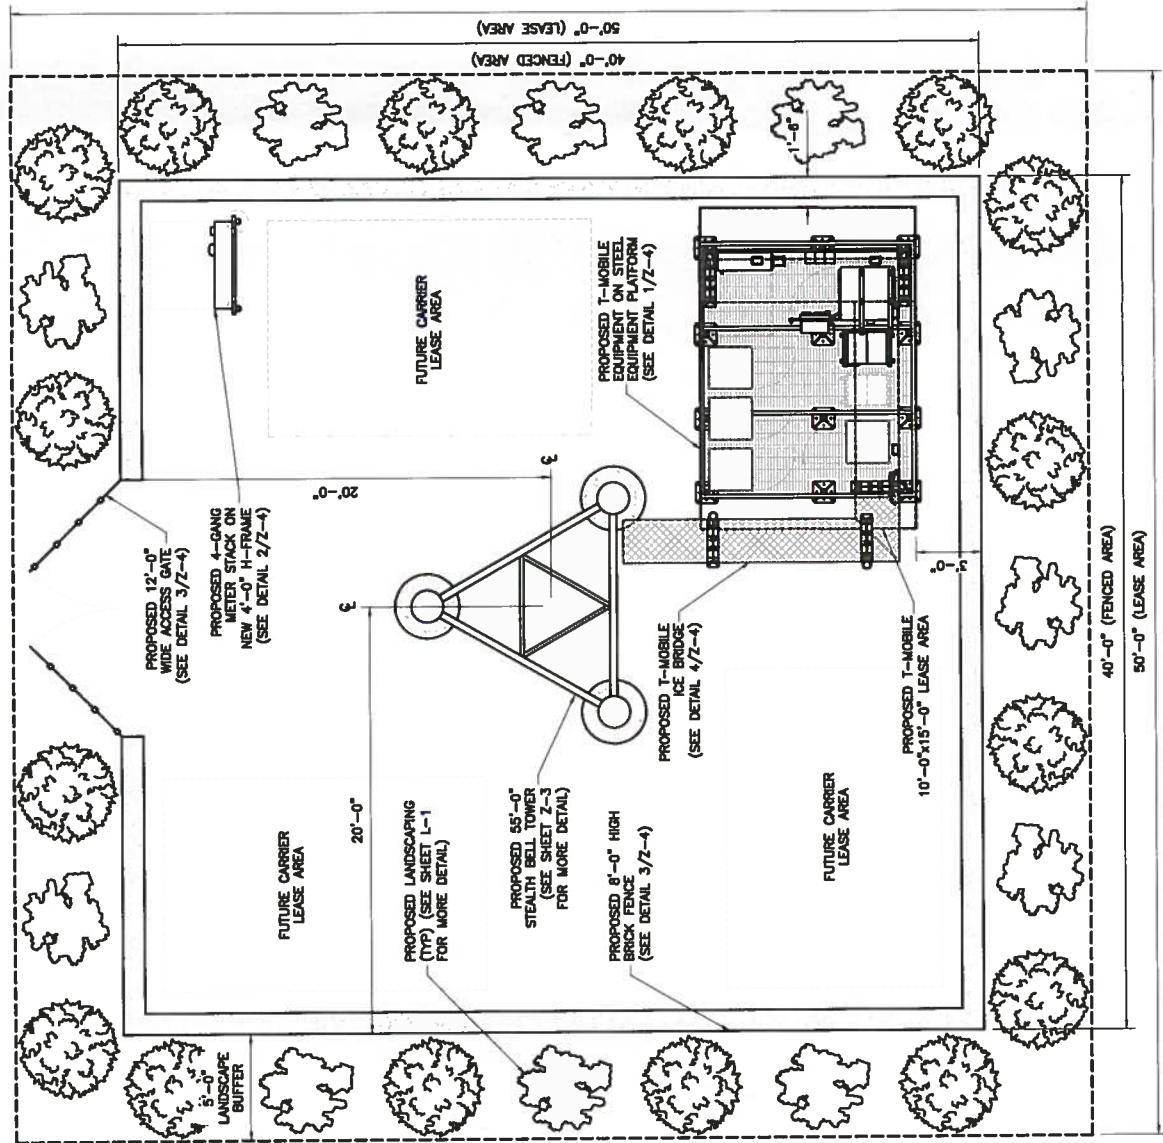 50'-0" (LEASE AREA)
40'-0" (FENCED AREA)
1'-6"
FUTURE CARRIER
LEASE AREA
PROPOSED T-MOBILE
EQUIPMENT ON STEEL
EQUIPMENT PLATFORM
(SEE DETAIL 1/Z-4)
20'-0"
PROPOSED 12'-0"
WIDE ACCESS GATE
(SEE DETAIL 3/Z-4)
PROPOSED 4-GANG
METER STACK ON
NEW 4'-0" H-FRAME
(SEE DETAIL 2/Z-4)
PROPOSED T-MOBILE
ICE BRIDGE
(SEE DETAIL 4/Z-4)
3'-0"
PROPOSED T-MOBILE
10'-0"x15'-0" LEASE AREA
40'-0" (FENCED AREA)
50'-0" (LEASE AREA)
20'-0"
FUTURE CARRIER
LEASE AREA
PROPOSED LANDSCAPING
(TYP) (SEE SHEET L-1
FOR MORE DETAIL)
PROPOSED 55'-0"
STEALTH BELL TOWER
(SEE SHEET Z-3
FOR MORE DETAIL)
PROPOSED 8'-0" HIGH
BRICK FENCE
(SEE DETAIL 3/Z-4)
FUTURE CARRIER
LEASE AREA
5'-0"
LANDSCAPE
BUFFER